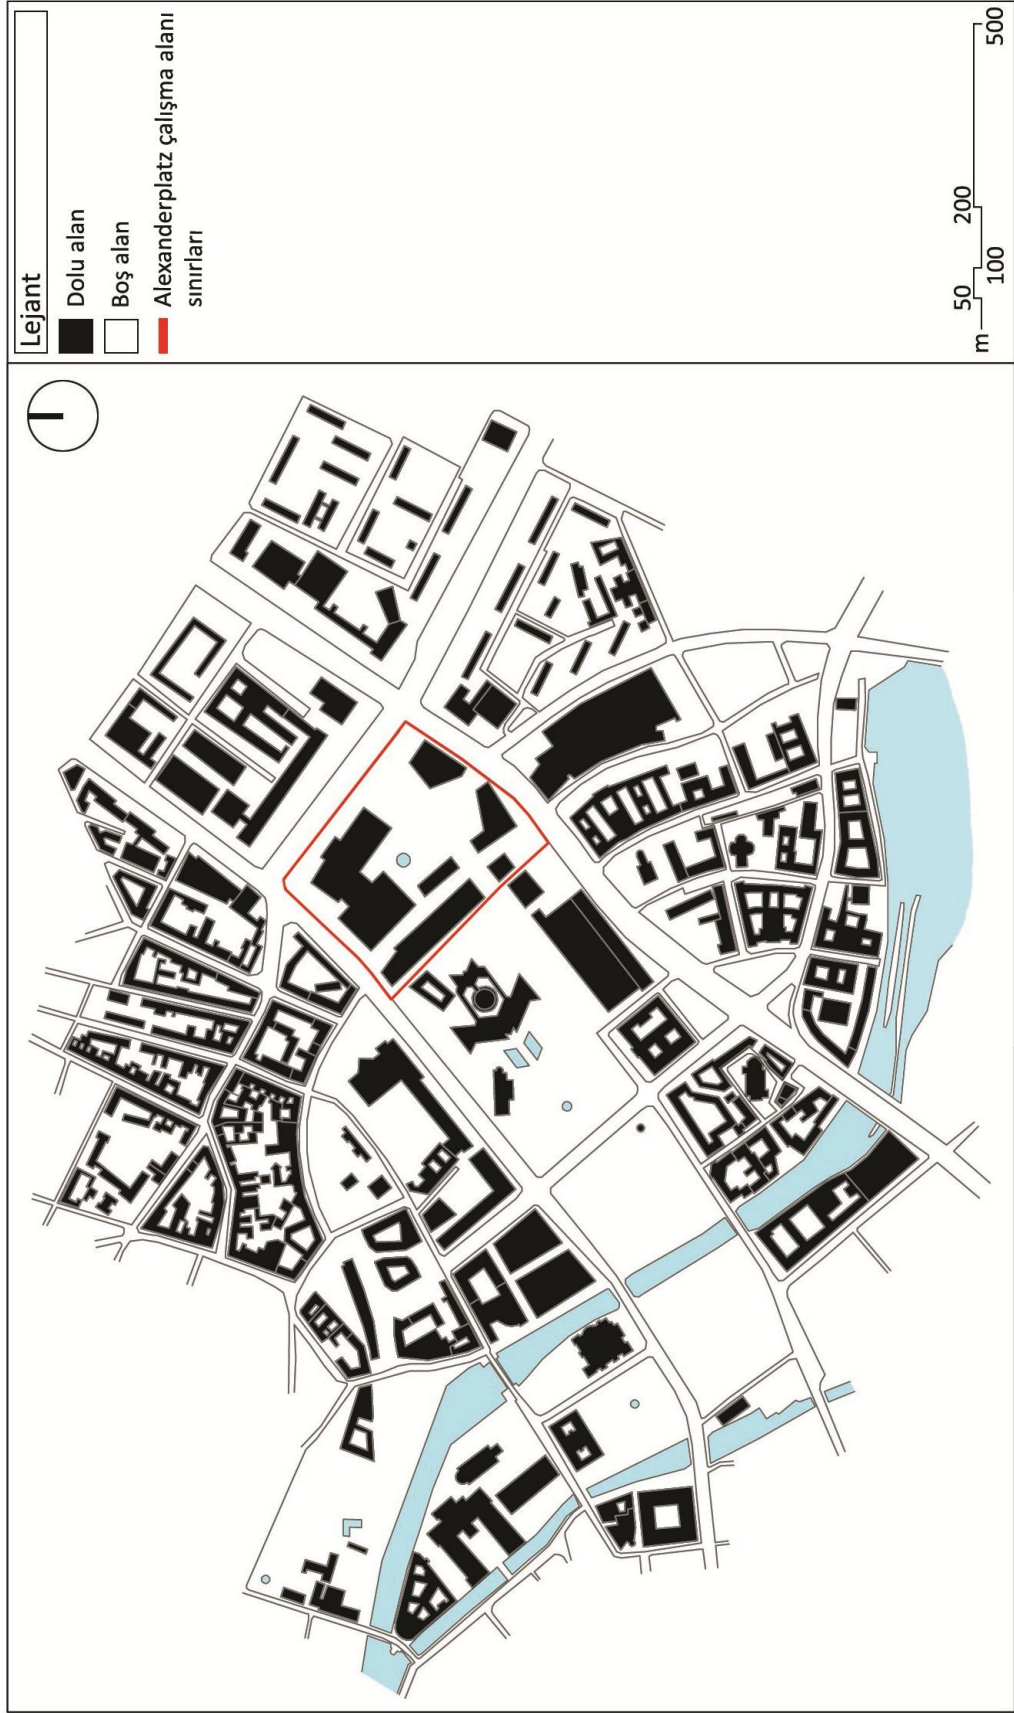 Lejant
Dolu alan
Boş alan
Alexanderplatz çalışma alanı
sınırları
m 50 100 200 500